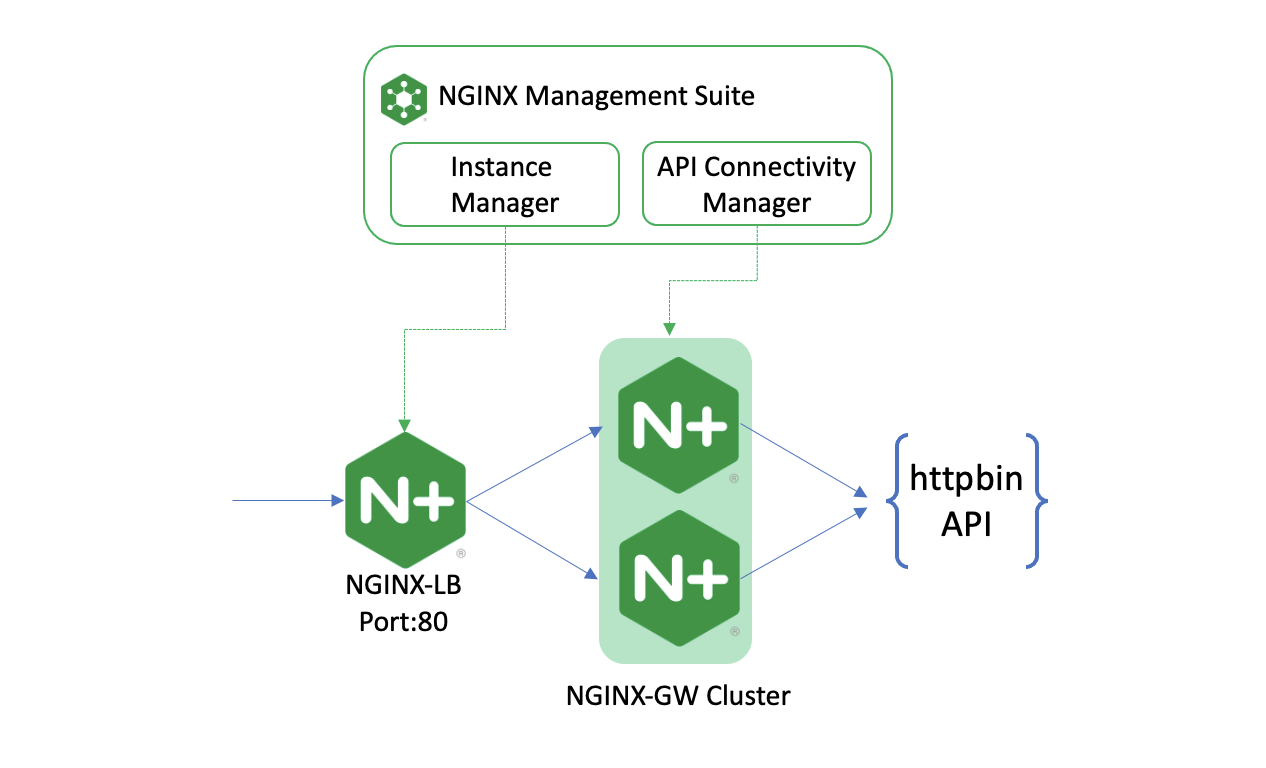 NGINX Management Suite
Instance
Manager
API Connectivity
Manager
N+
®
NGINX-LB
Port:80
N+
®
N+
®
NGINX-GW Cluster
httpbin
API